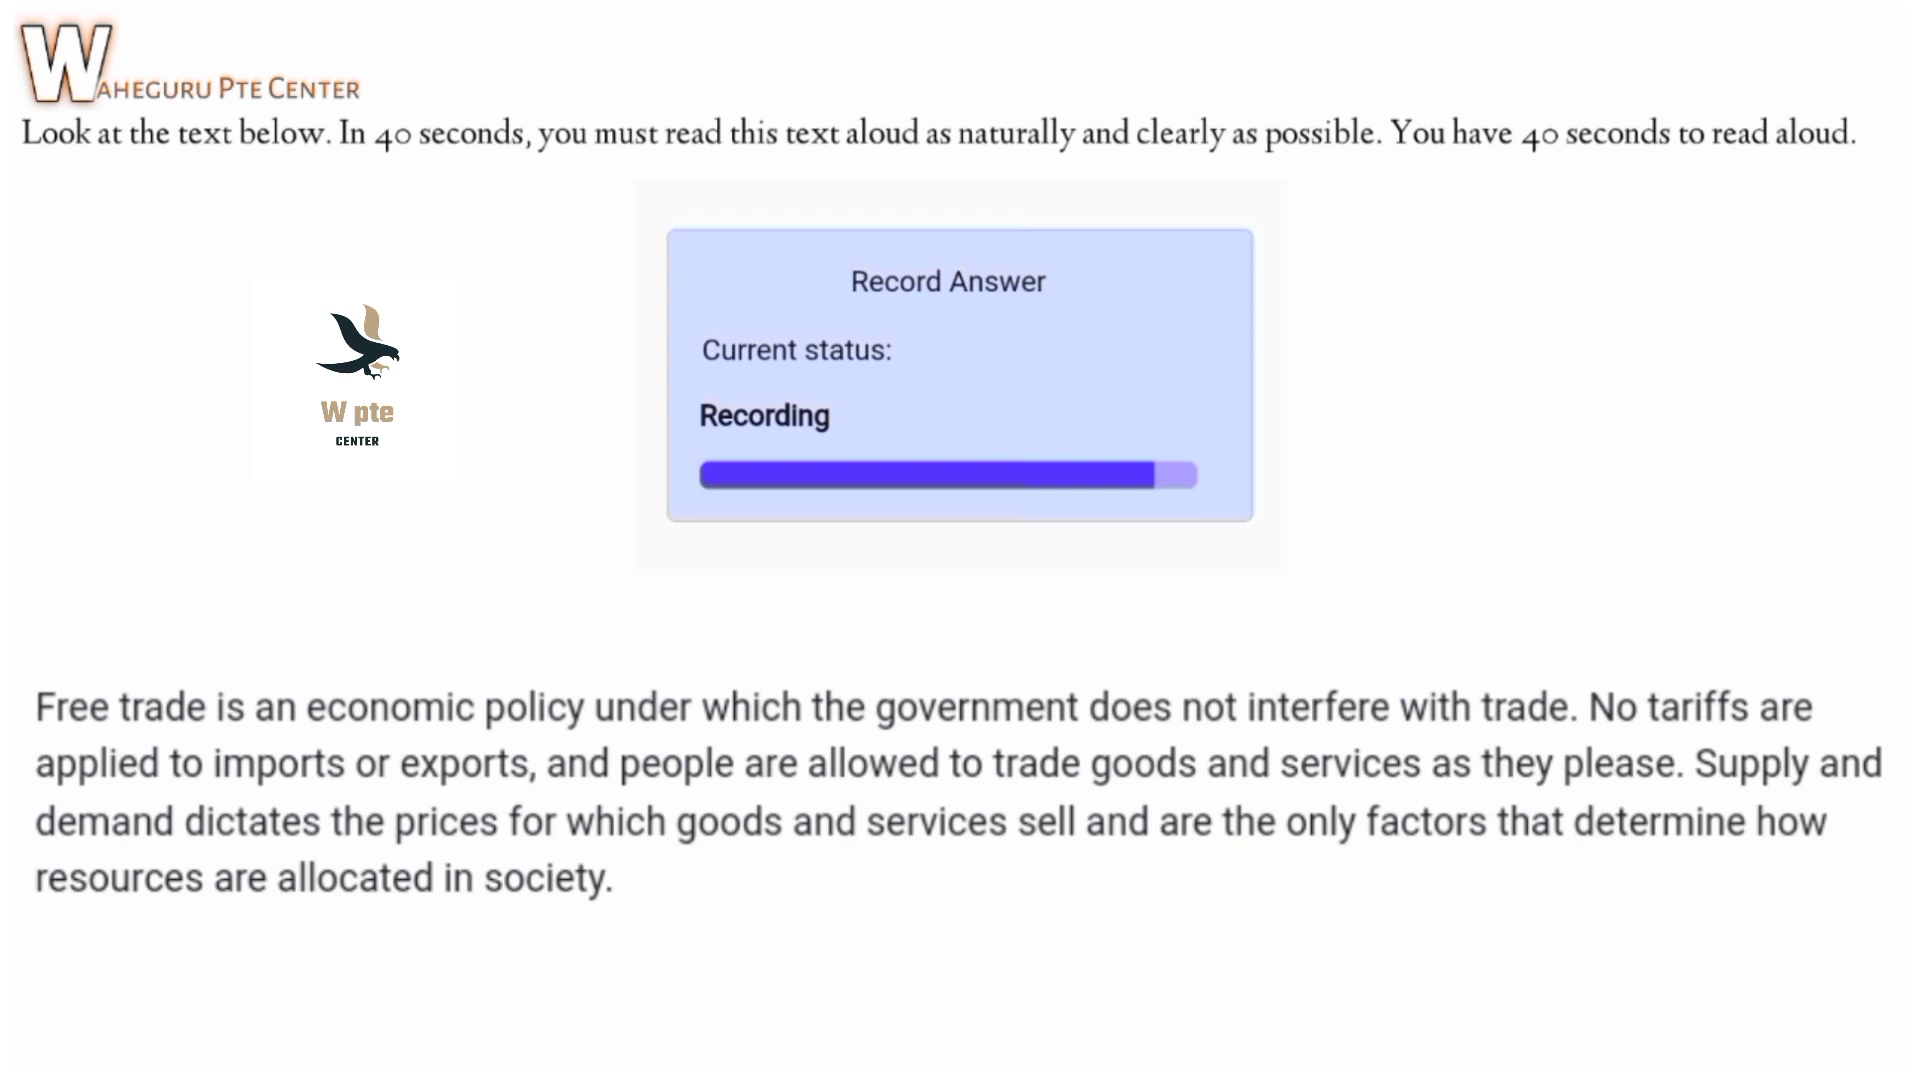 WAHEGURU PTE CENTER
Look at the text below. In 40 seconds, you must read this text aloud as naturally and clearly as possible. You have 40 seconds to read aloud.
Record Answer
Current status:
Recording
W pte
CENTER
Free trade is an economic policy under which the government does not interfere with trade. No tariffs are
applied to imports or exports, and people are allowed to trade goods and services as they please. Supply and
demand dictates the prices for which goods and services sell and are the only factors that determine how
resources are allocated in society.